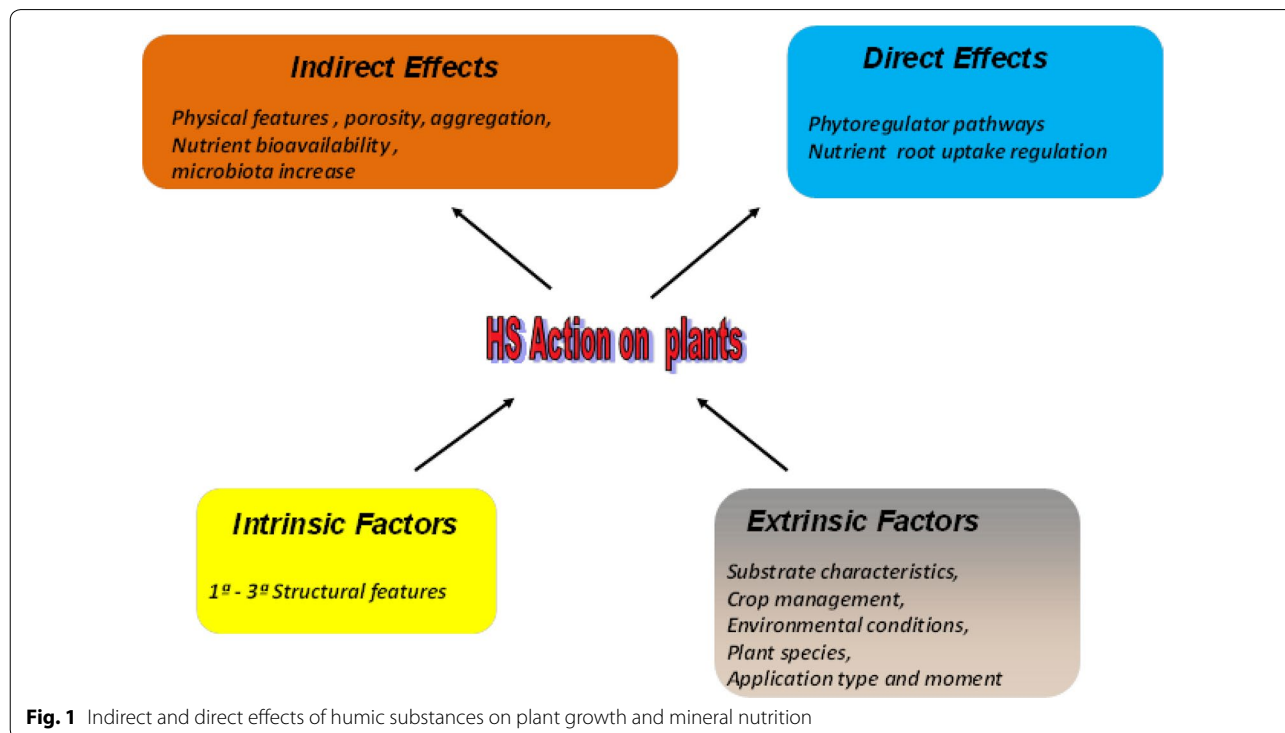 Indirect Effects
Physical features , porosity, aggregation,
Nutrient bioavailability ,
microbiota increase
Direct Effects
Phytoregulator pathways
Nutrient root uptake regulation
HS Action on plants
Intrinsic Factors
1ª - 3ª Structural features
Extrinsic Factors
Substrate characteristics,
Crop management,
Environmental conditions,
Plant species,
Application type and moment
Fig. 1 Indirect and direct effects of humic substances on plant growth and mineral nutrition